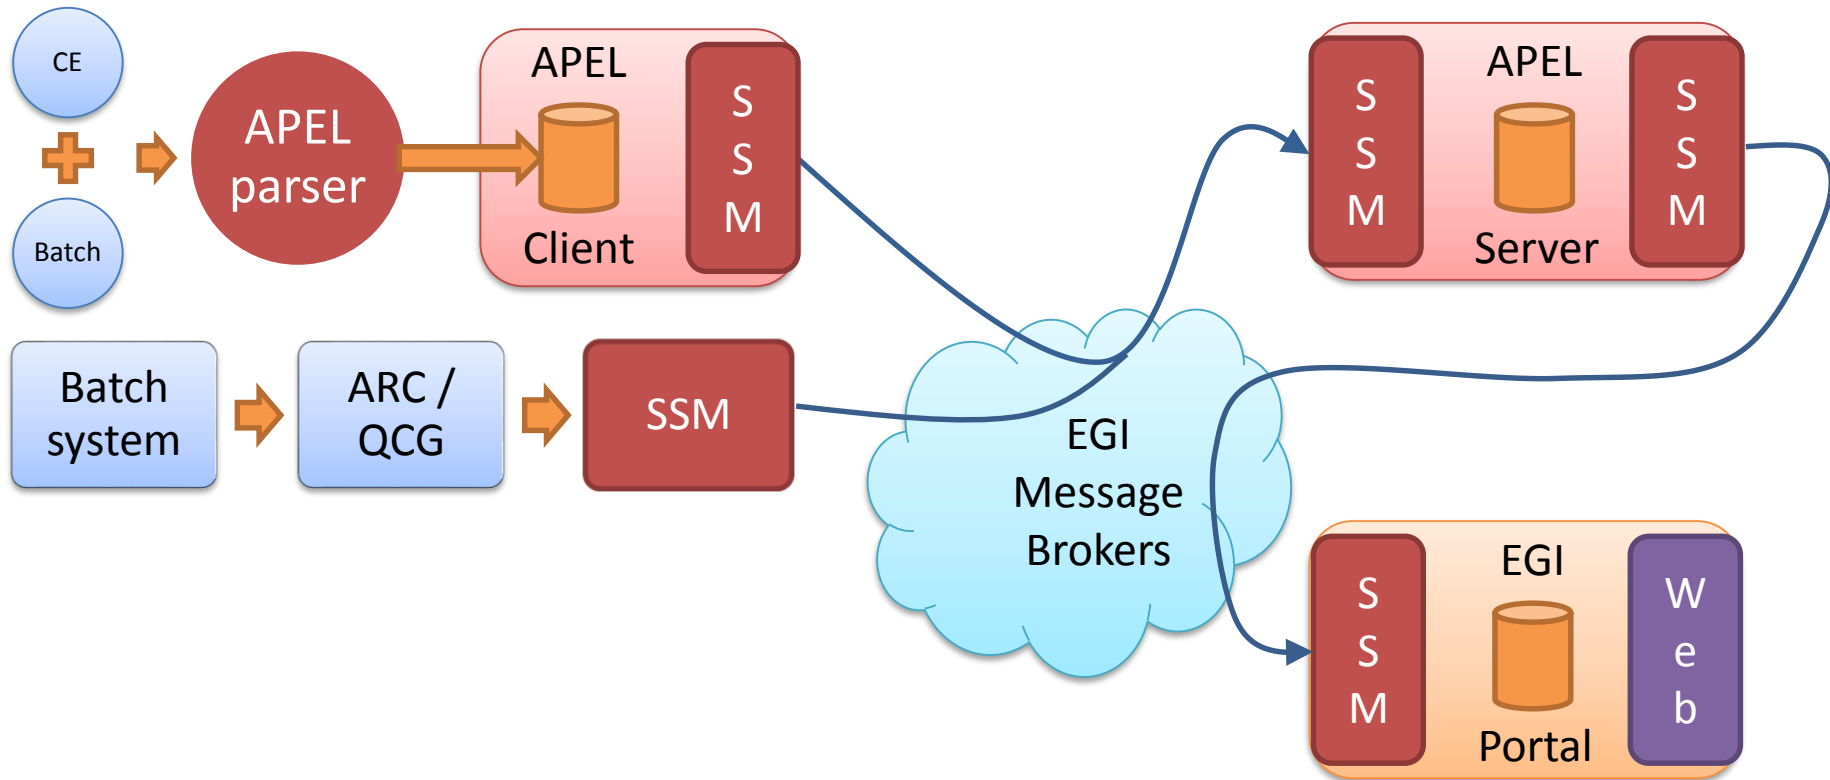 CE
Batch
APEL
parser
APEL
Client
S
S
M
Batch
system
ARC /
QCG
SSM
EGI
Message
Brokers
S
S
M
APEL
Server
S
S
M
S
S
M
EGI
Portal
W
e
b